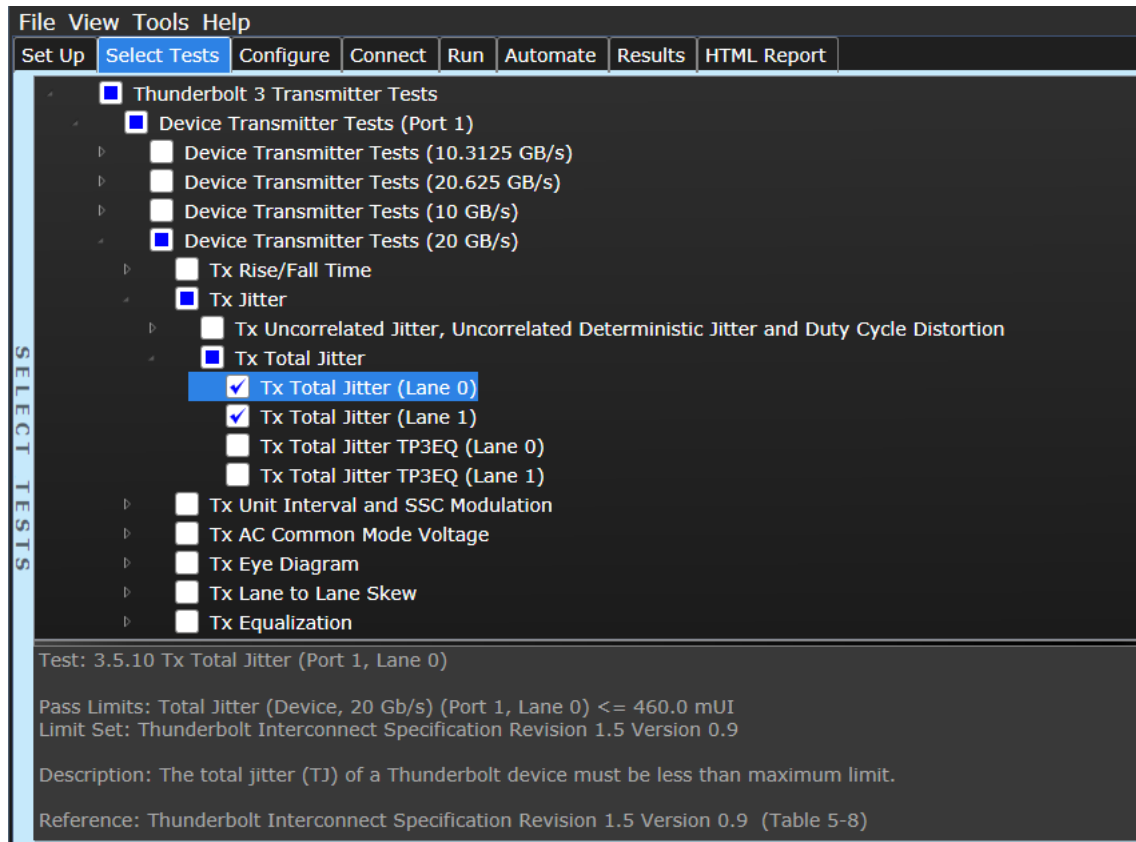 File View Tools Help
Set Up Select Tests Configure Connect Run Automate Results HTML Report
Thunderbolt 3 Transmitter Tests
Device Transmitter Tests (Port 1)
Device Transmitter Tests (10.3125 GB/s)
Device Transmitter Tests (20.625 GB/s)
Device Transmitter Tests (10 GB/s)
Device Transmitter Tests (20 GB/s)
Tx Rise/Fall Time
Tx Jitter
Tx Uncorrelated Jitter, Uncorrelated Deterministic Jitter and Duty Cycle Distortion
Tx Total Jitter
Tx Total Jitter (Lane 0)
Tx Total Jitter (Lane 1)
Tx Total Jitter TP3EQ (Lane 0)
Tx Total Jitter TP3EQ (Lane 1)
Tx Unit Interval and SSC Modulation
Tx AC Common Mode Voltage
Tx Eye Diagram
Tx Lane to Lane Skew
Tx Equalization
SELECT TESTS
Test: 3.5.10 Tx Total Jitter (Port 1, Lane 0)
Pass Limits: Total Jitter (Device, 20 Gb/s) (Port 1, Lane 0) <= 460.0 mUI
Limit Set: Thunderbolt Interconnect Specification Revision 1.5 Version 0.9
Description: The total jitter (TJ) of a Thunderbolt device must be less than maximum limit.
Reference: Thunderbolt Interconnect Specification Revision 1.5 Version 0.9 (Table 5-8)